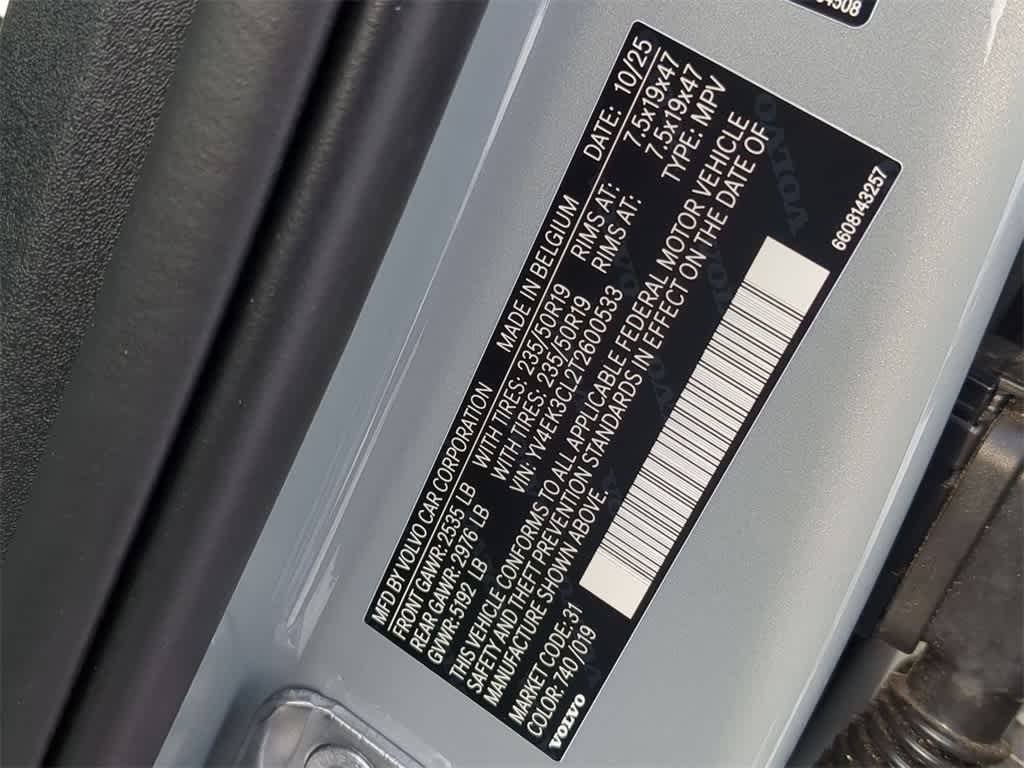 MFD BY VOLVO CAR CORPORATION MADE IN BELGIUM DATE: 10/25
FRONT GAWR: 2535 LB WITH TIRES: 235/50R19 RIMS AT: 7.5x19x47
REAR GAWR: 2976 LB WITH TIRES: 235/50R19 RIMS AT: 7.5x19x47
GVWR: 5192 LB VIN: YV4EK3CL2T2600533 TYPE: MPV
THIS VEHICLE CONFORMS TO ALL APPLICABLE FEDERAL MOTOR VEHICLE
SAFETY AND THEFT PREVENTION STANDARDS IN EFFECT ON THE DATE OF
MANUFACTURE SHOWN ABOVE.
MARKET CODE: 31
COLOR: 740/019
VOLVO
6608143257